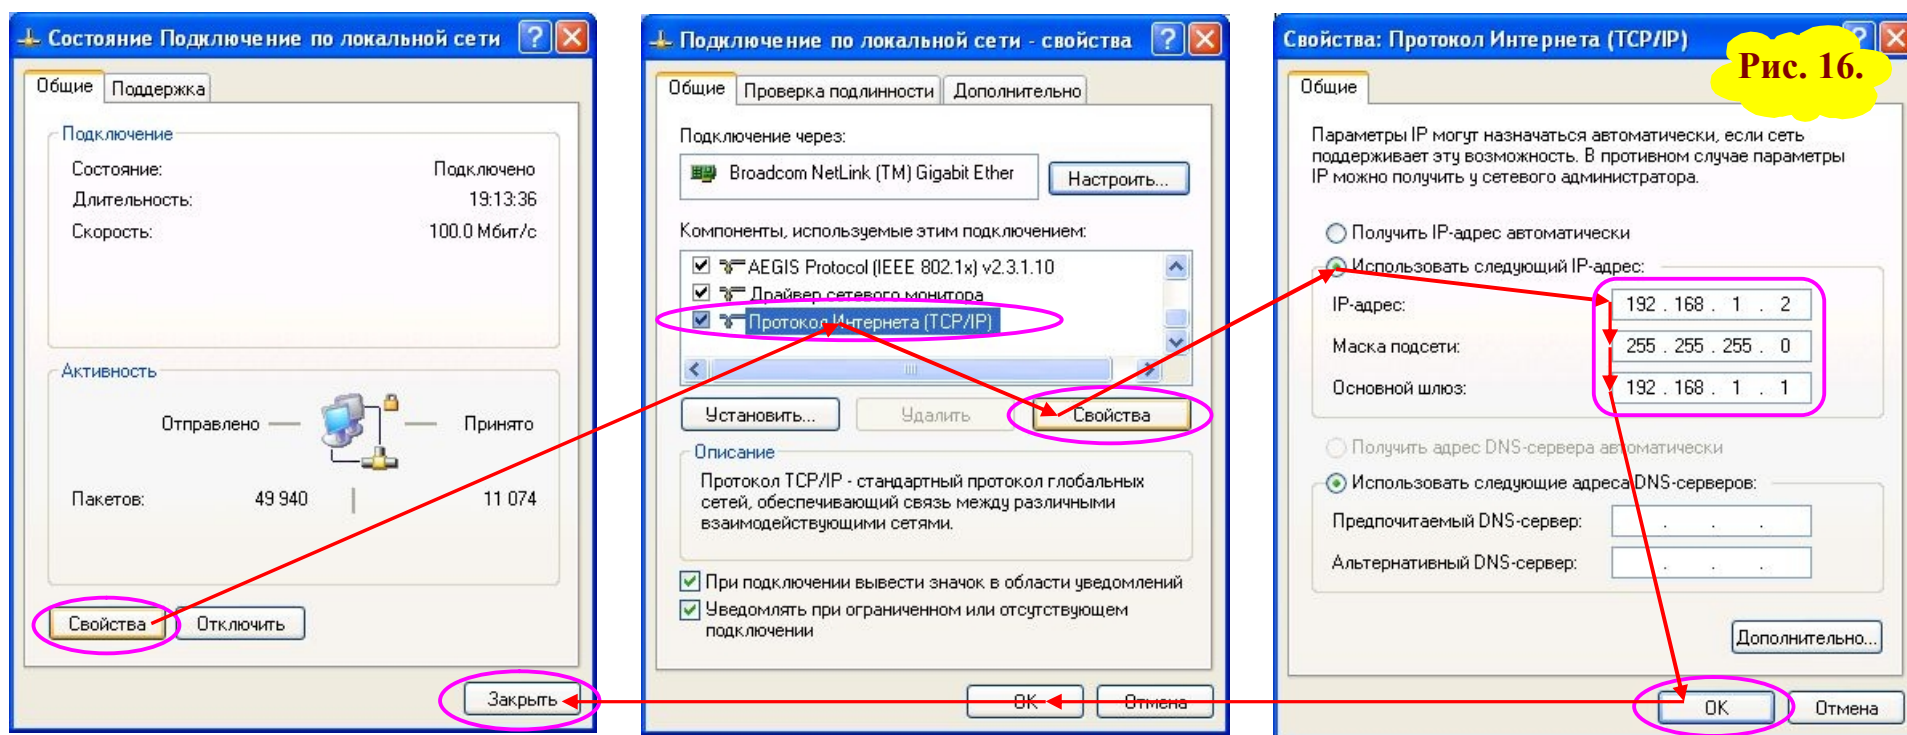 Состояние Подключение по локальной сети
Общие
Поддержка
Подключение
Состояние: Подключено
Длительность: 19:13:36
Скорость: 100.0 Мбит/с
Активность
Отправлено
Принято
Пакетов: 49 940 11 074
Свойства
Отключить
Закрыть
Подключение по локальной сети - свойства
Общие
Проверка подлинности
Дополнительно
Подключение через:
Broadcom NetLink (TM) Gigabit Ether
Настроить...
Компоненты, используемые этим подключением:
AEGIS Protocol (IEEE 802.1x) v2.3.1.10
Драйвер сетевого монитора
Протокол Интернета (TCP/IP)
Установить...
Удалить
Свойства
Описание
Протокол TCP/IP - стандартный протокол глобальных
сетей, обеспечивающий связь между различными
взаимодействующими сетями.
При подключении вывести значок в области уведомлений
Уведомлять при ограниченном или отсутствующем
подключении
OK
Отмена
Свойства: Протокол Интернета (TCP/IP)
Рис. 16.
Общие
Параметры IP могут назначаться автоматически, если сеть
поддерживает эту возможность. В противном случае параметры
IP можно получить у сетевого администратора.
Получить IP-адрес автоматически
Использовать следующий IP-адрес:
IP-адрес: 192 . 168 . 1 . 2
Маска подсети: 255 . 255 . 255 . 0
Основной шлюз: 192 . 168 . 1 . 1
Получить адрес DNS-сервера автоматически
Использовать следующие адреса DNS-серверов:
Предпочитаемый DNS-сервер: . . .
Альтернативный DNS-сервер: . . .
Дополнительно...
OK
Отмена